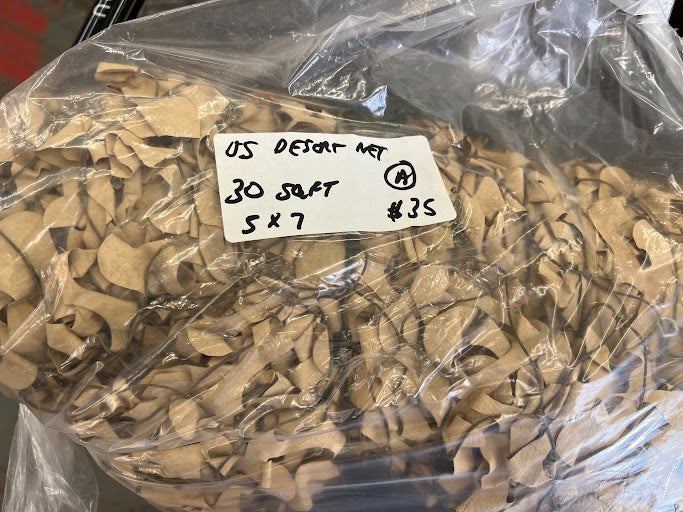 US DESERT NET
30 SQFT A
5 X 7 $35